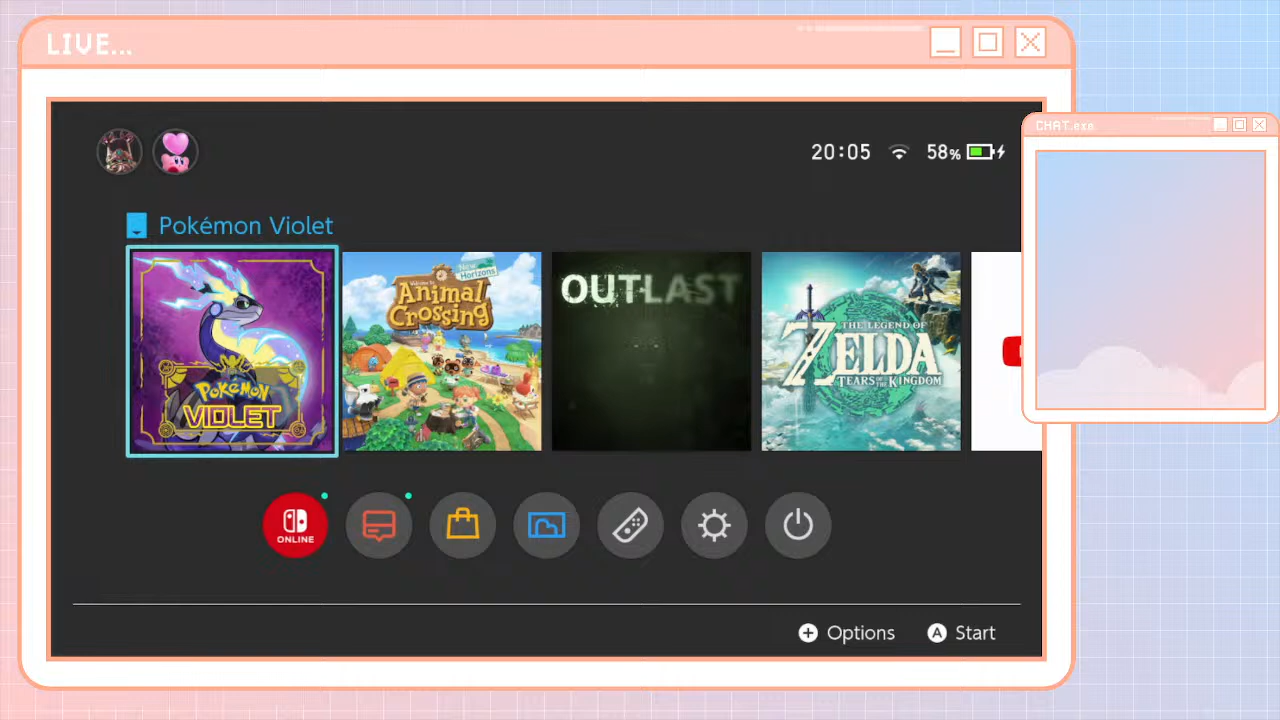 LIVE...
CHAT.exe
20:05 58%
Pokémon Violet
POKÉMON
VIOLET
New
Horizons
Welcome to
Animal
Crossing
OUTLAST
THE LEGEND OF
ZELDA
TEARS OF THE KINGDOM
ONLINE
+ Options A Start